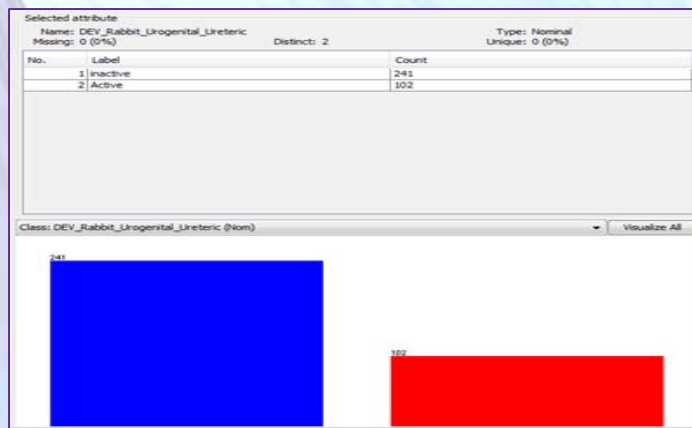 Selected attribute
Name: DEV_Rabbit_Urogenital_Ureteric Type: Nominal
Missing: 0 (0%) Distinct: 2 Unique: 0 (0%)
No. Label Count
1 inactive 241
2 Active 102
Class: DEV_Rabbit_Urogenital_Ureteric (Nom) Visualize All
241
102